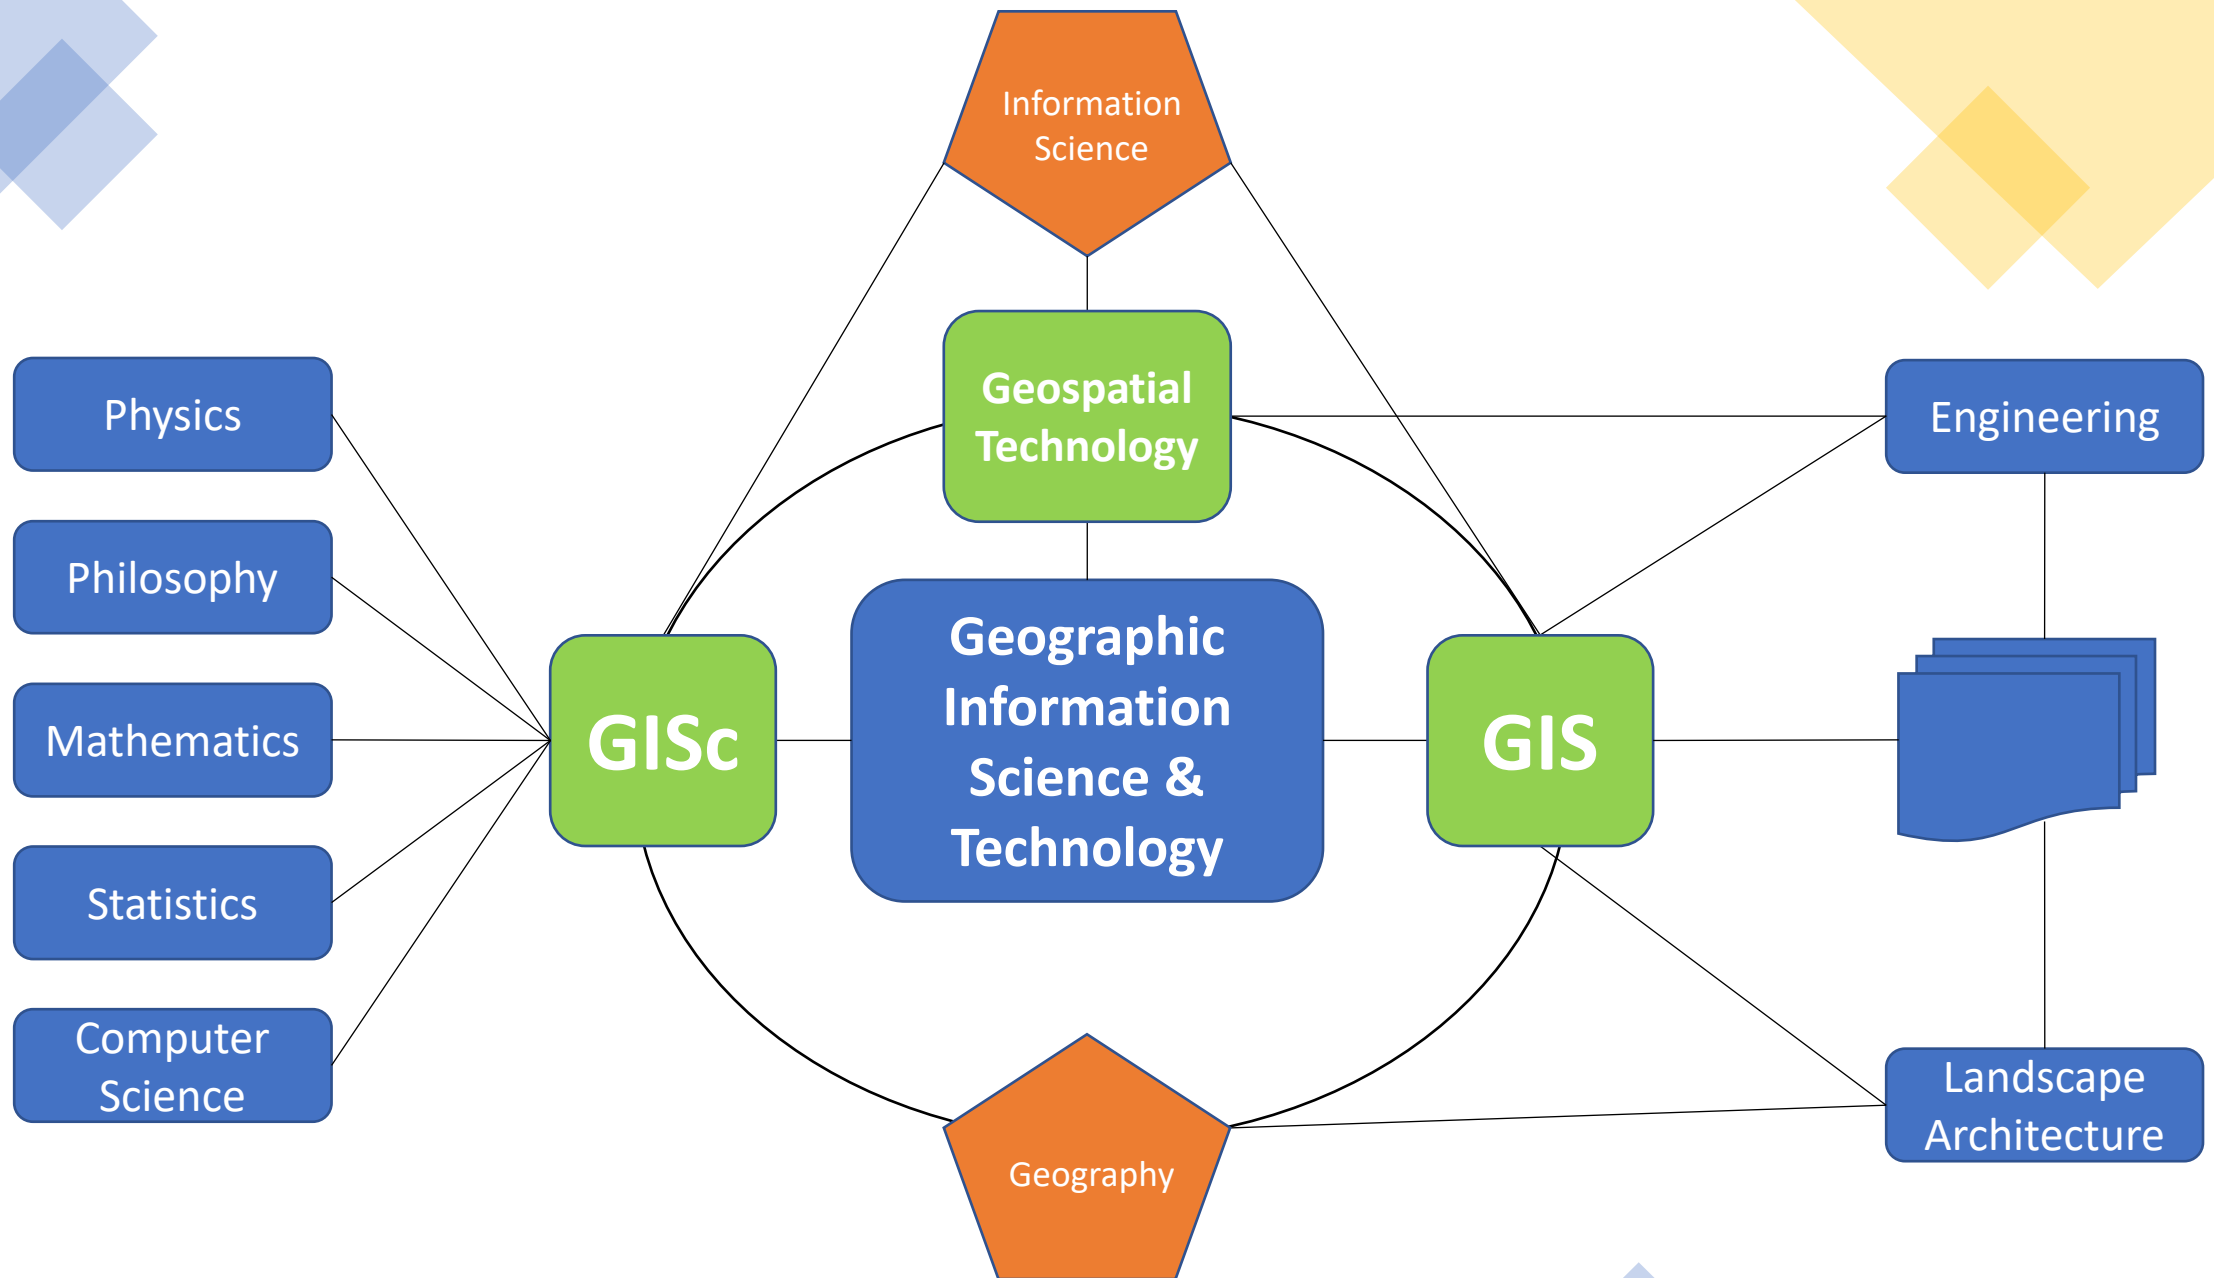 Information
Science
Geospatial
Technology
Physics
Philosophy
Mathematics
Statistics
Computer
Science
GISc
Geographic
Information
Science &
Technology
GIS
Engineering
Landscape
Architecture
Geography